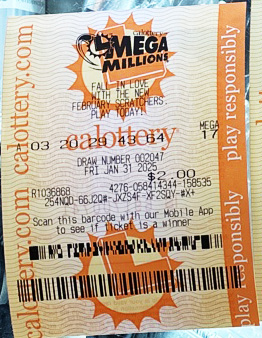 calottery
MEGA
MILLIONS
FALL IN LOVE
WITH THE NEW
FEBRUARY SCRATCHERS.
PLAY TODAY!
calottery
MEGA
A 03 20 29 43 64 17
DRAW NUMBER 002047
FRI JAN 31 2025
$2.00
R1036868 4276-058414344-158535
254NQD-66J2Q#-JXZS4F-XF2SQY-#X+
Scan this barcode with our Mobile App
to see if ticket is a winner
calottery.com calottery.com
play responsibly play responsibly